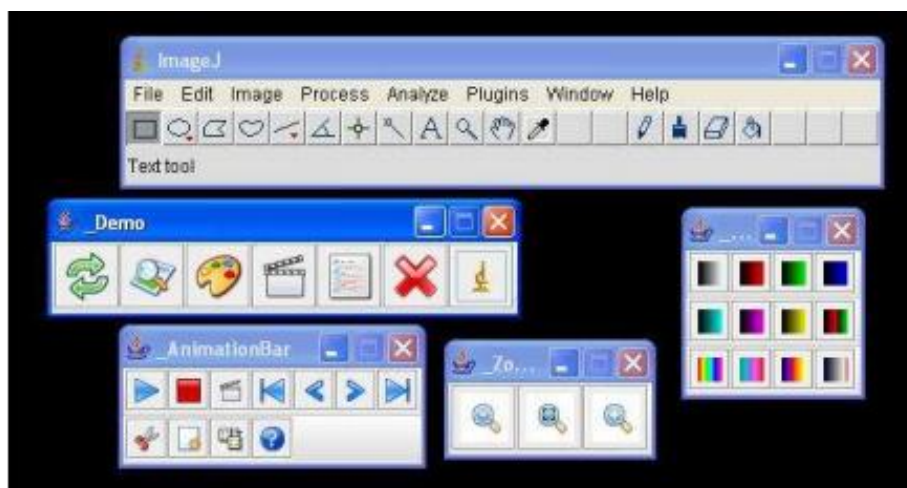 ImageJ
File Edit Image Process Analyze Plugins Window Help
A
Text tool
_Demo
_...
_AnimationBar
_Zo...
?